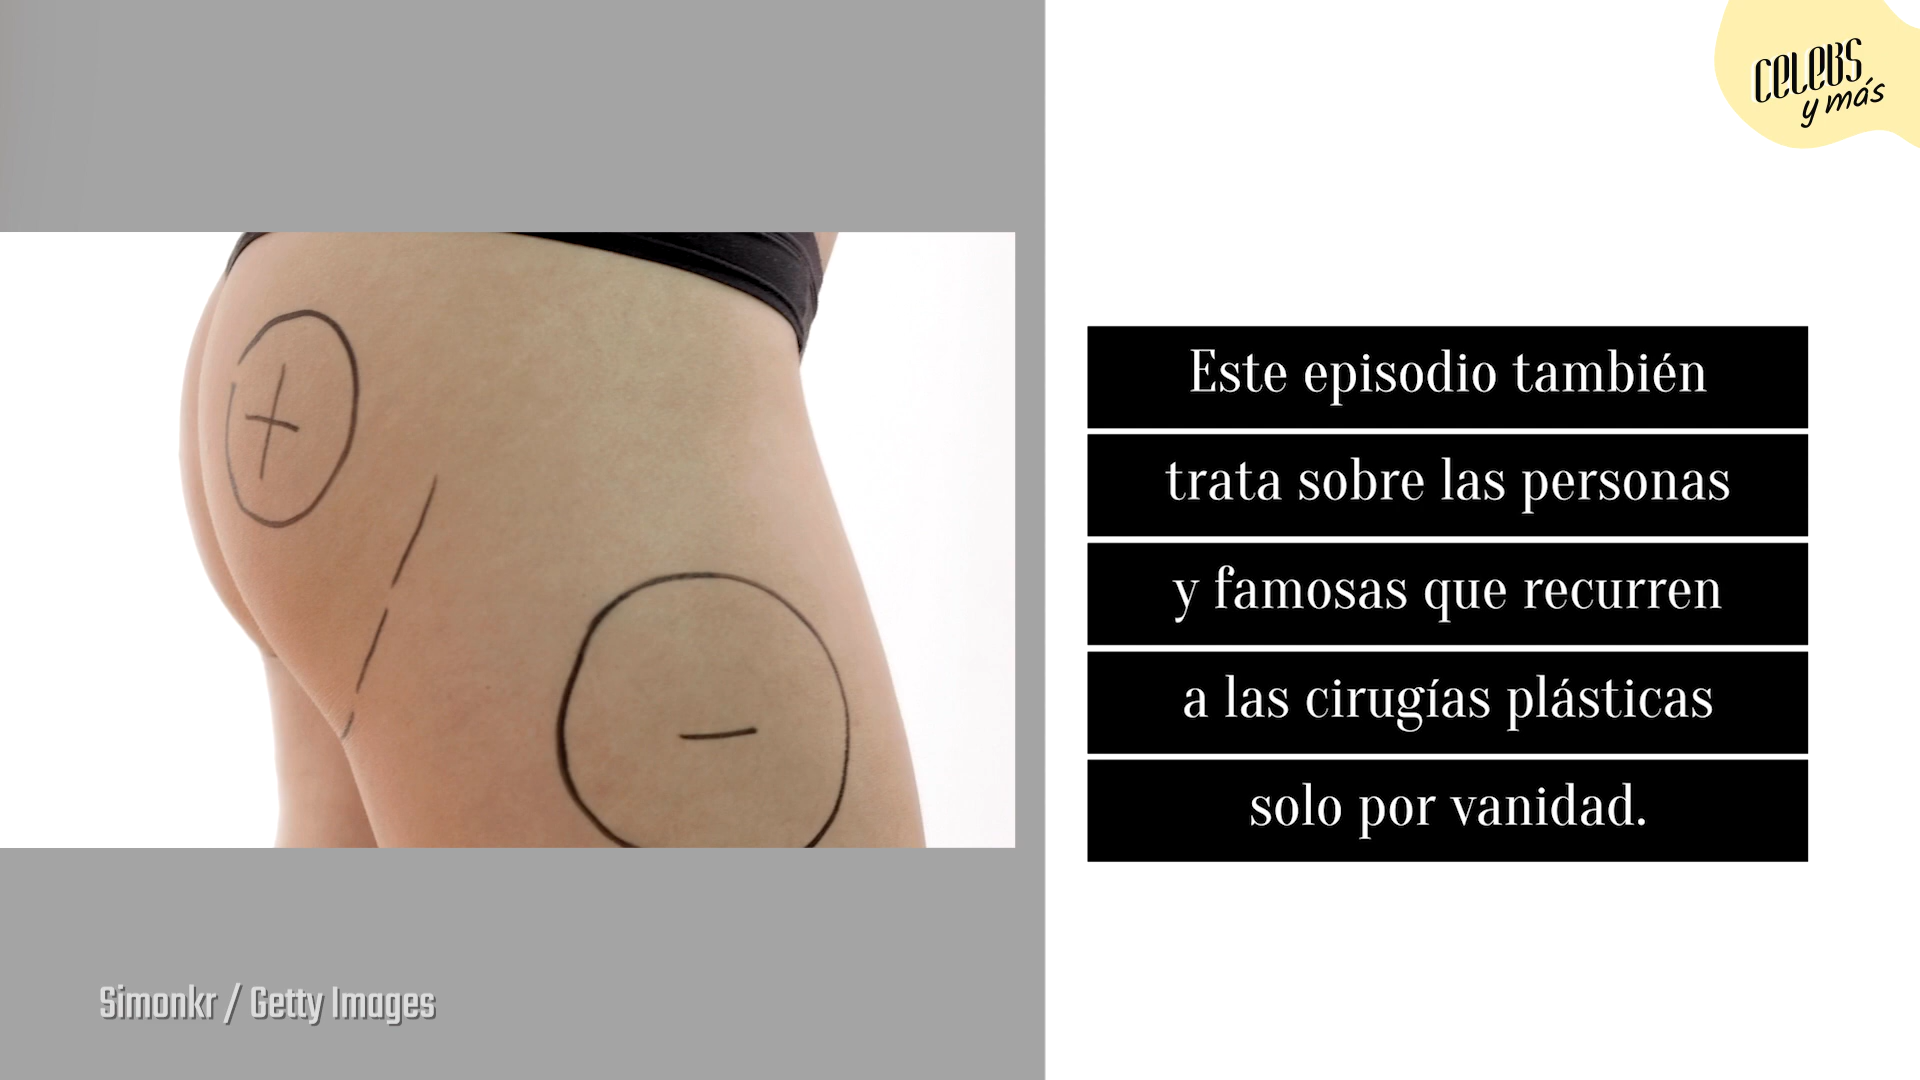 CELEBS
y más
Este episodio también
trata sobre las personas
y famosas que recurren
a las cirugías plásticas
solo por vanidad.
+
-
Simonkr / Getty Images